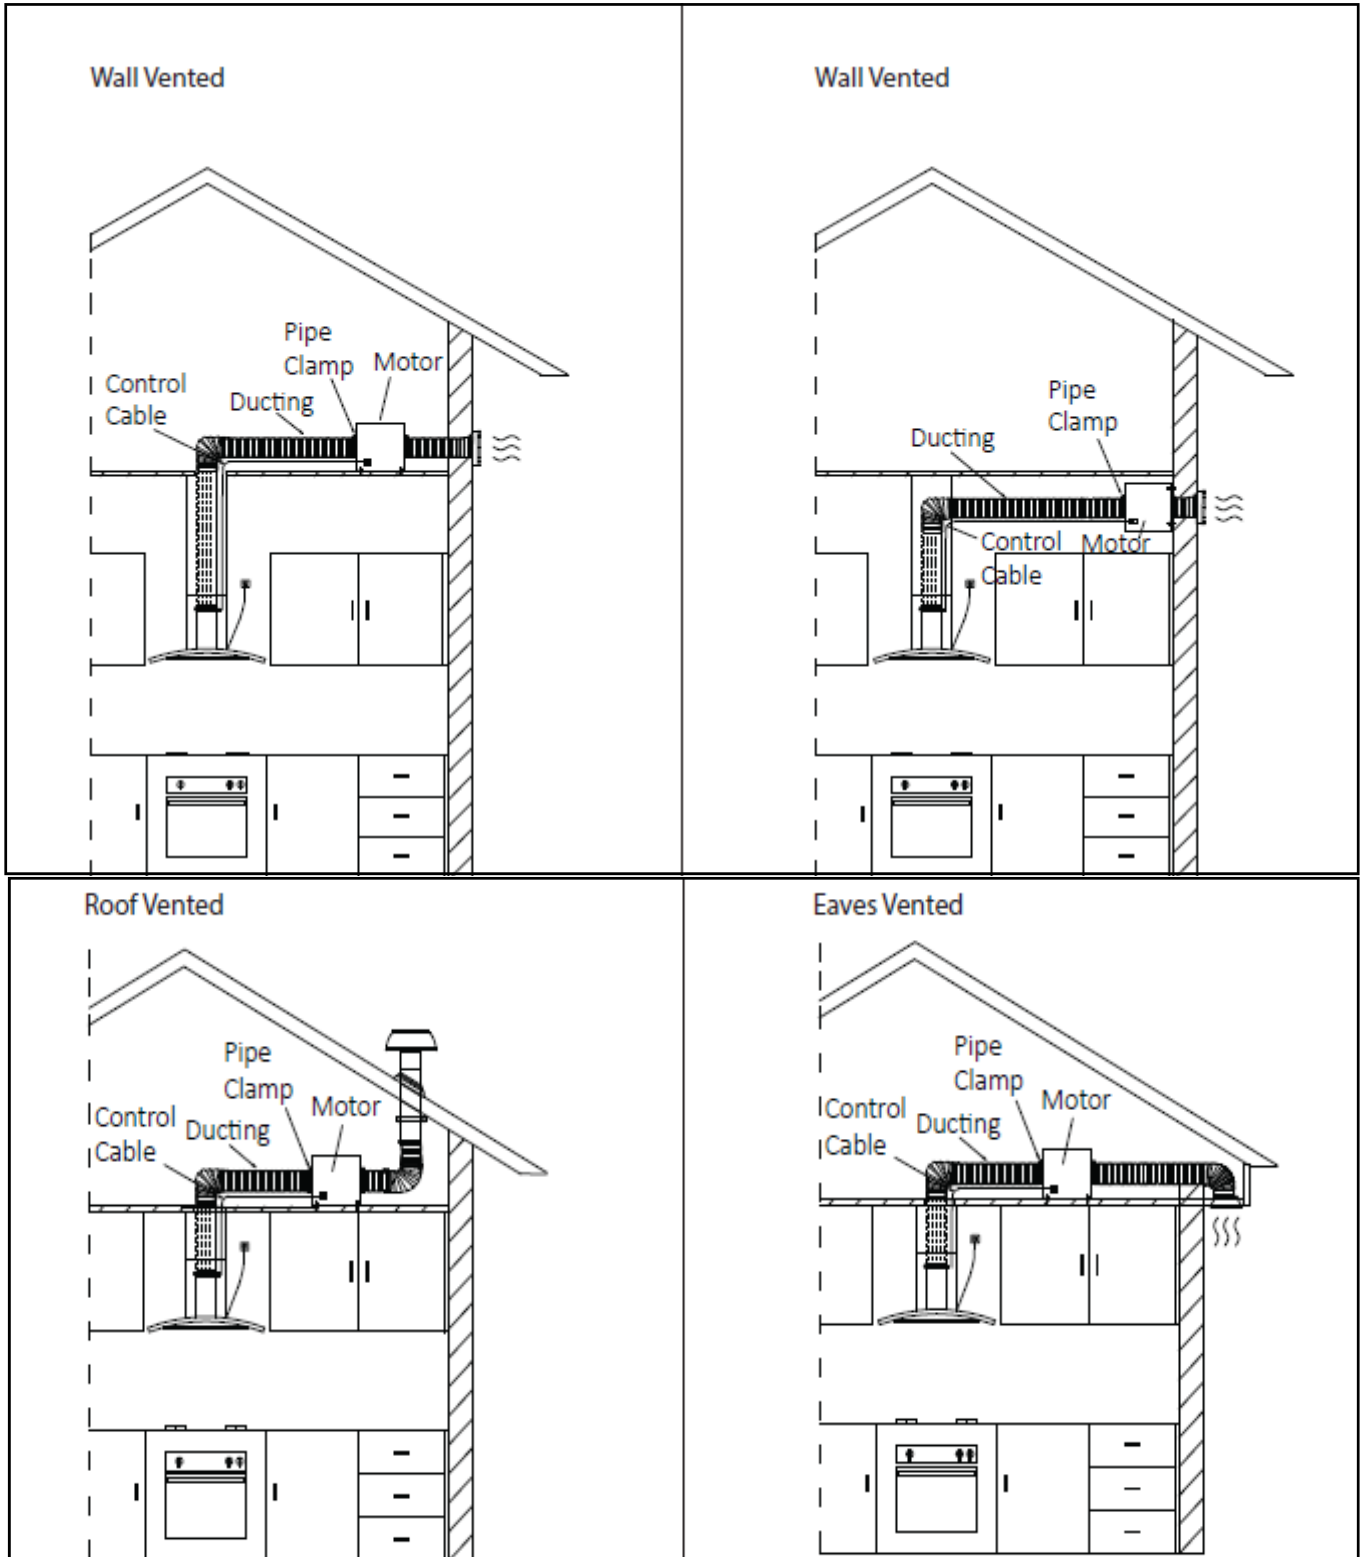 Wall Vented
Pipe
Clamp
Motor
Control
Cable
Ducting
Wall Vented
Pipe
Clamp
Ducting
Control
Cable
Motor
Roof Vented
Pipe
Clamp
Motor
Control
Cable
Ducting
Eaves Vented
Pipe
Clamp
Motor
Control
Cable
Ducting